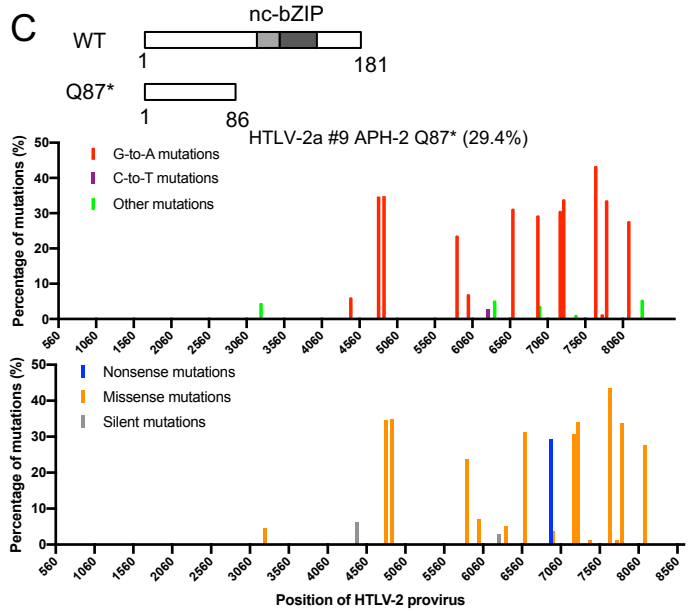 C
nc-bZIP
WT
1
181
Q87*
1
86
HTLV-2a #9 APH-2 Q87* (29.4%)
Percentage of mutations (%)
50
40
30
20
10
0
G-to-A mutations
C-to-T mutations
Other mutations
560 1060 1560 2060 2560 3060 3560 4060 4560 5060 5560 6060 6560 7060 7560 8060
Percentage of mutations (%)
50
40
30
20
10
0
Nonsense mutations
Missense mutations
Silent mutations
560 1060 1560 2060 2560 3060 3560 4060 4560 5060 5560 6060 6560 7060 7560 8060 8560
Position of HTLV-2 provirus